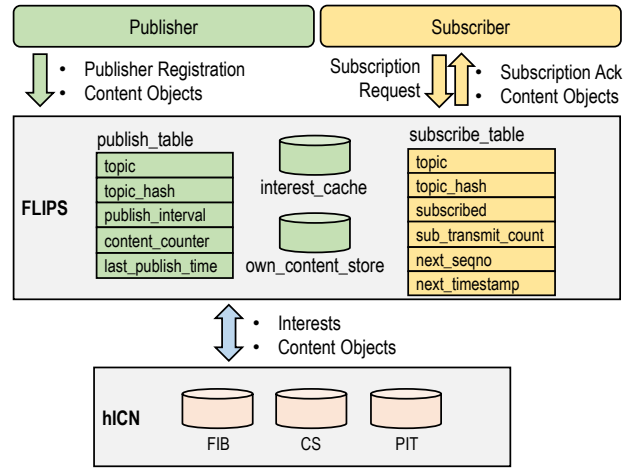 Publisher
Subscriber
• Publisher Registration
• Content Objects
Subscription
Request
• Subscription Ack
• Content Objects
FLIPS
publish_table
topic
topic_hash
publish_interval
content_counter
last_publish_time
interest_cache
own_content_store
subscribe_table
topic
topic_hash
subscribed
sub_transmit_count
next_seqno
next_timestamp
• Interests
• Content Objects
hICN
FIB
CS
PIT